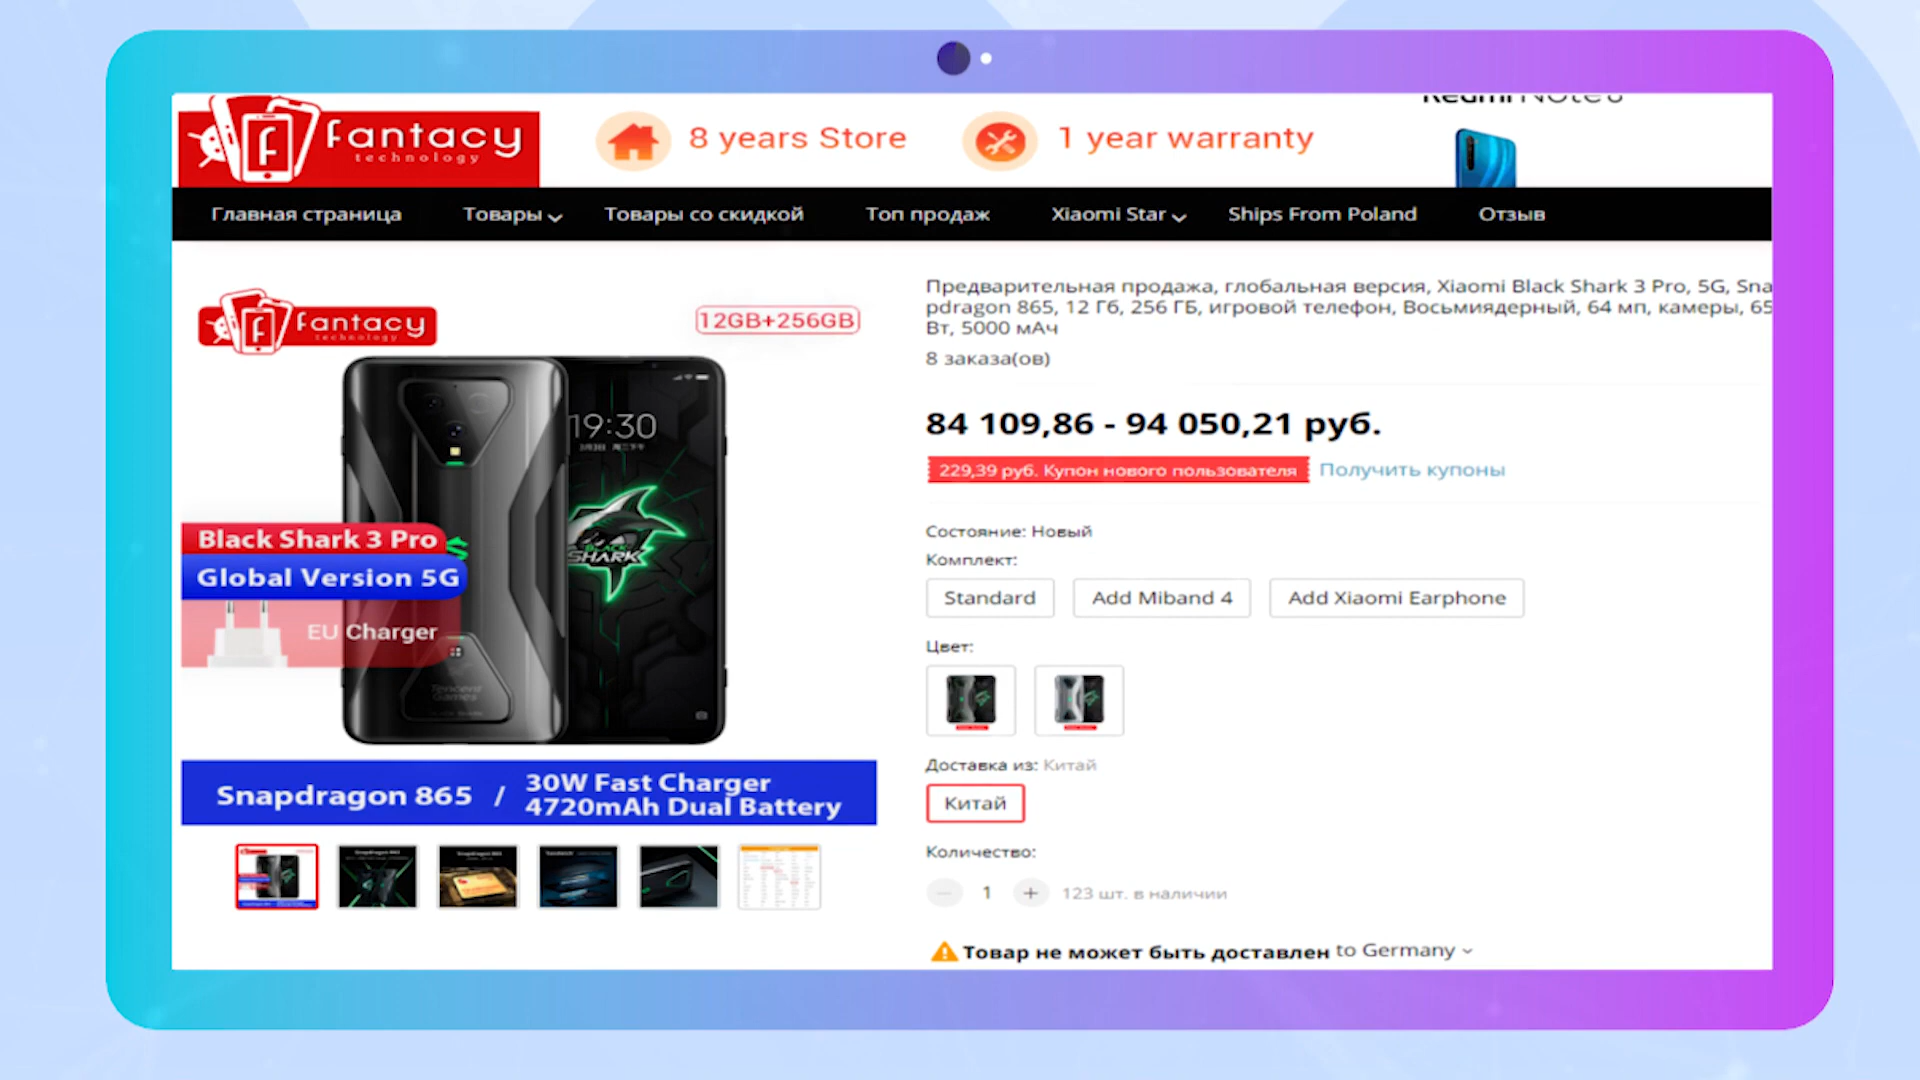 fantacy
technology
8 years Store
1 year warranty
Главная страница
Товары
Товары со скидкой
Топ продаж
Xiaomi Star
Ships From Poland
Отзыв
fantacy
technology
12GB+256GB
19:30
BLACK
SHARK
Black Shark 3 Pro
Global Version 5G
EU Charger
Tencent
Games
Snapdragon 865 /
30W Fast Charger
4720mAh Dual Battery
Предварительная продажа, глобальная версия, Xiaomi Black Shark 3 Pro, 5G, Sna
pdragon 865, 12 Гб, 256 ГБ, игровой телефон, Восьмиядерный, 64 мп, камеры, 65
Вт, 5000 мАч
8 заказа(ов)
84 109,86 - 94 050,21 руб.
229,39 руб. Купон нового пользователя
Получить купоны
Состояние: Новый
Комплект:
Standard
Add Miband 4
Add Xiaomi Earphone
Цвет:
Доставка из: Китай
Китай
Количество:
1
123 шт. в наличии
Товар не может быть доставлен to Germany